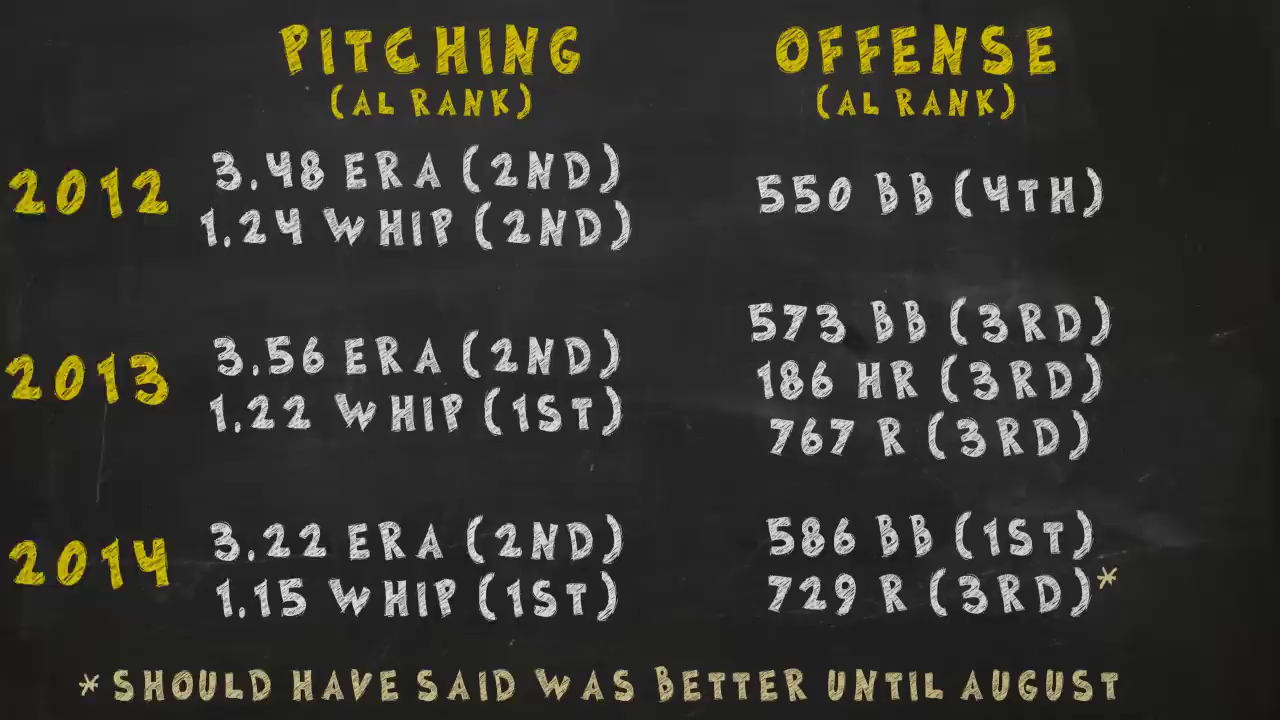 PITCHING OFFENSE
(AL RANK) (AL RANK)
2012
3.48 ERA (2ND)
1.24 WHIP (2ND)
550 BB (4TH)
2013
3.56 ERA (2ND)
1.22 WHIP (1ST)
573 BB (3RD)
186 HR (3RD)
767 R (3RD)
2014
3.22 ERA (2ND)
1.15 WHIP (1ST)
586 BB (1ST)
729 R (3RD)*
* SHOULD HAVE SAID WAS BETTER UNTIL AUGUST